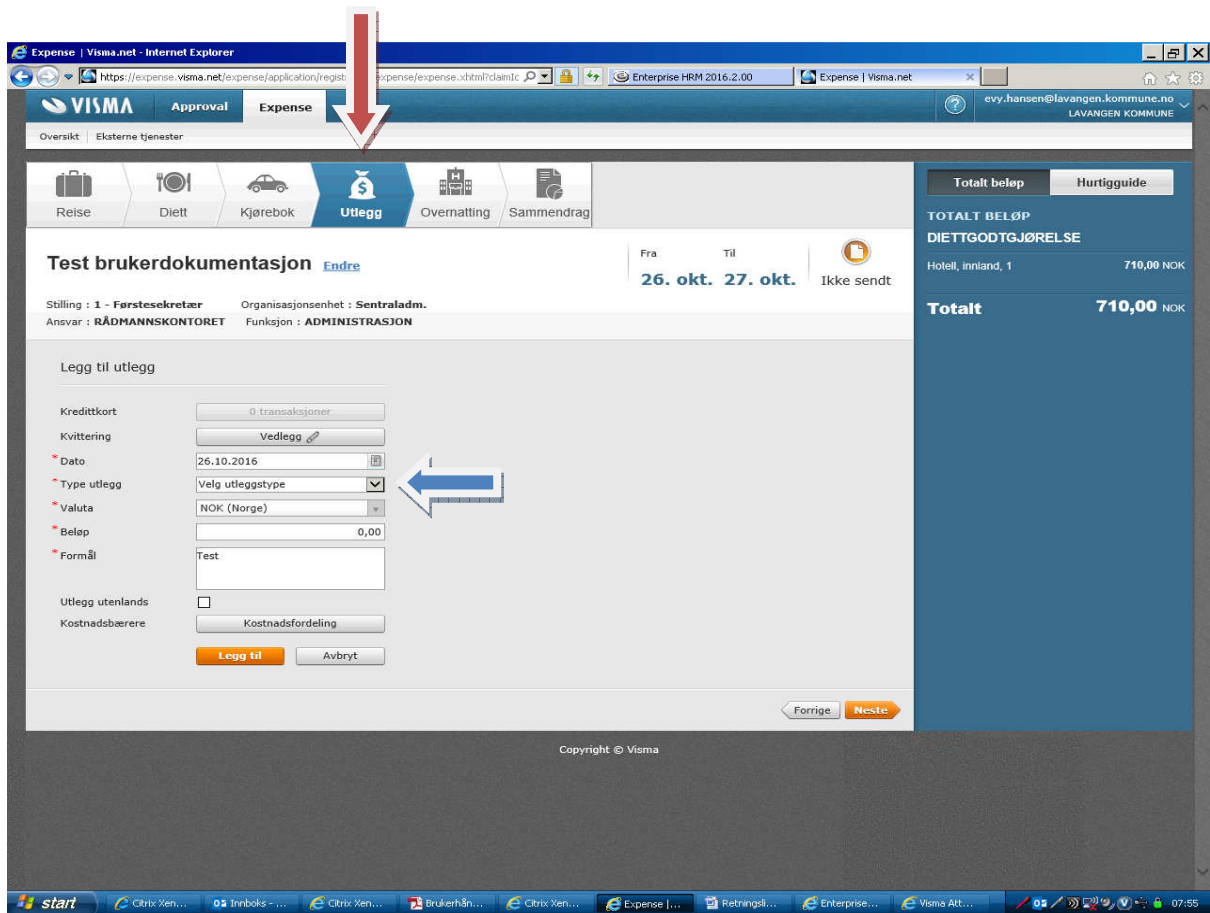 Expense | Visma.net - Internet Explorer
https://expense.visma.net/expense/application/regist expense/expense.xhtml?claimIc
Enterprise HRM 2016.2.00
Expense | Visma.net
VISMA
Approval
Expense
evy.hansen@lavangen.kommune.no
LAVANGEN KOMMUNE
Oversikt
Eksterne tjenester
Reise
Diett
Kjørebok
Utlegg
Overnatting
Sammendrag
Test brukerdokumentasjon Endre
Fra Til
26. okt. 27. okt.
Ikke sendt
Stilling : 1 - Førstesekretær Organisasjonsenhet : Sentraladm.
Ansvar : RÅDMANNSKONTORET Funksjon : ADMINISTRASJON
Totalt beløp
Hurtigguide
TOTALT BELØP
DIETTGODTGJØRELSE
Hotell, innland, 1 710,00 NOK
Totalt 710,00 NOK
Legg til utlegg
Kredittkort 0 transaksjoner
Kvittering Vedlegg
* Dato 26.10.2016
* Type utlegg Velg utleggstype
* Valuta NOK (Norge)
* Beløp 0,00
* Formål Test
Utlegg utenlands
Kostnadsbærere Kostnadsfordeling
Legg til Avbryt
Forrige Neste
Copyright © Visma
start
Citrix Xen...
Innboks - ...
Citrix Xen...
Brukerhån...
Citrix Xen...
Expense |...
Retningsli...
Enterprise...
Visma Att...
07:55